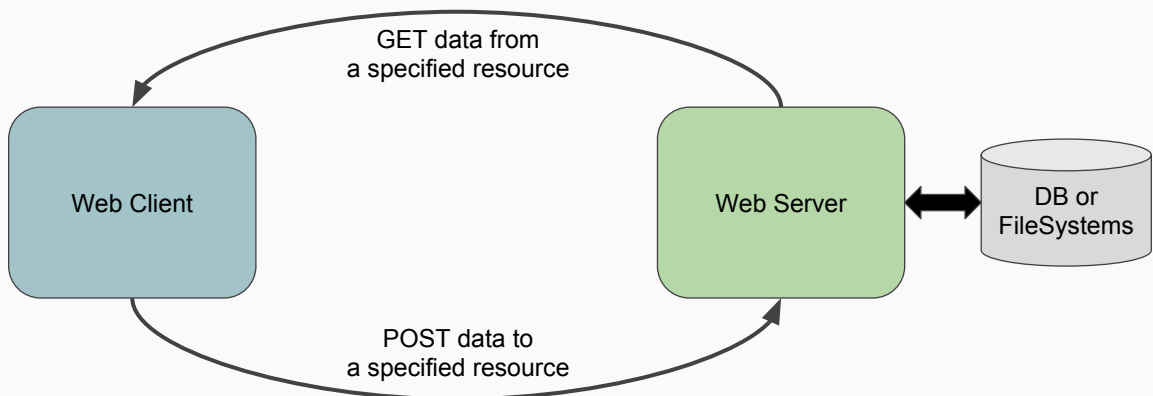 GET data from
a specified resource
Web Client
Web Server
DB or
FileSystems
POST data to
a specified resource